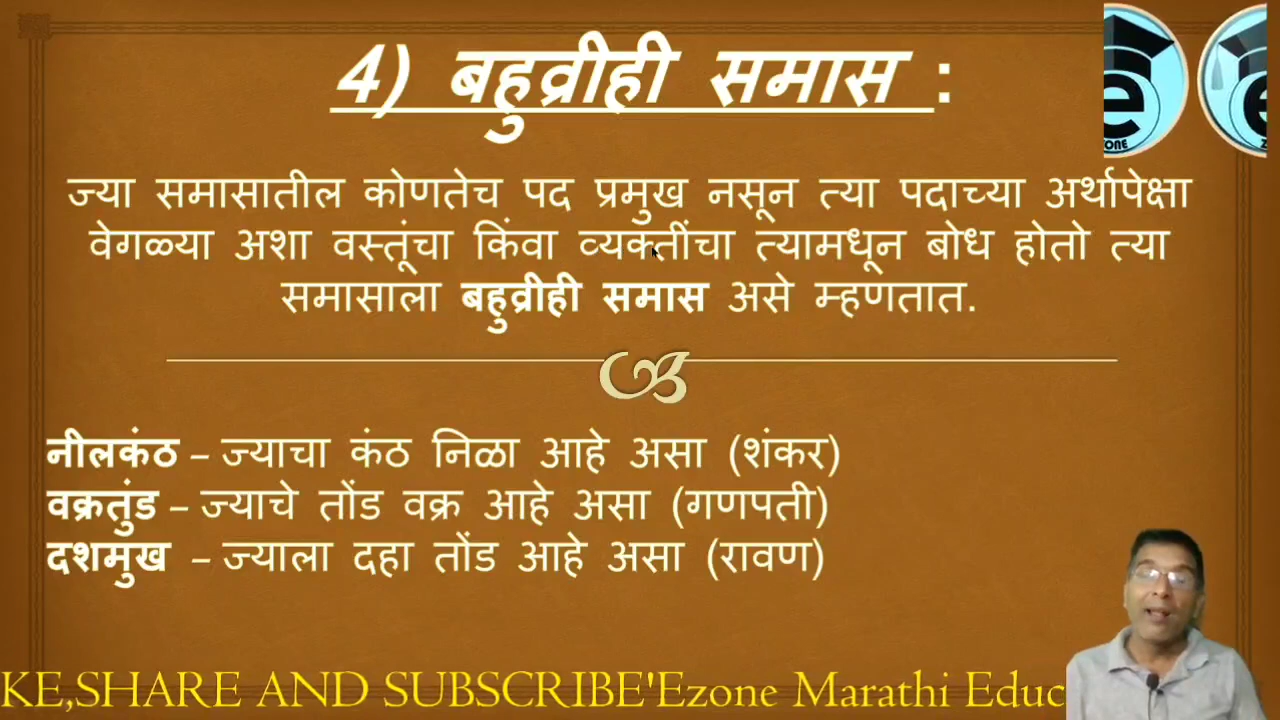 4) बहुव्रीही समास :
ज्या समासातील कोणतेच पद प्रमुख नसून त्या पदाच्या अर्थापेक्षा
वेगळ्या अशा वस्तूंचा किंवा व्यक्तींचा त्यामधून बोध होतो त्या
समासाला बहुव्रीही समास असे म्हणतात.
नीलकंठ – ज्याचा कंठ निळा आहे असा (शंकर)
वक्रतुंड – ज्याचे तोंड वक्र आहे असा (गणपती)
दशमुख – ज्याला दहा तोंड आहे असा (रावण)
KE,SHARE AND SUBSCRIBE'Ezone Marathi Educ